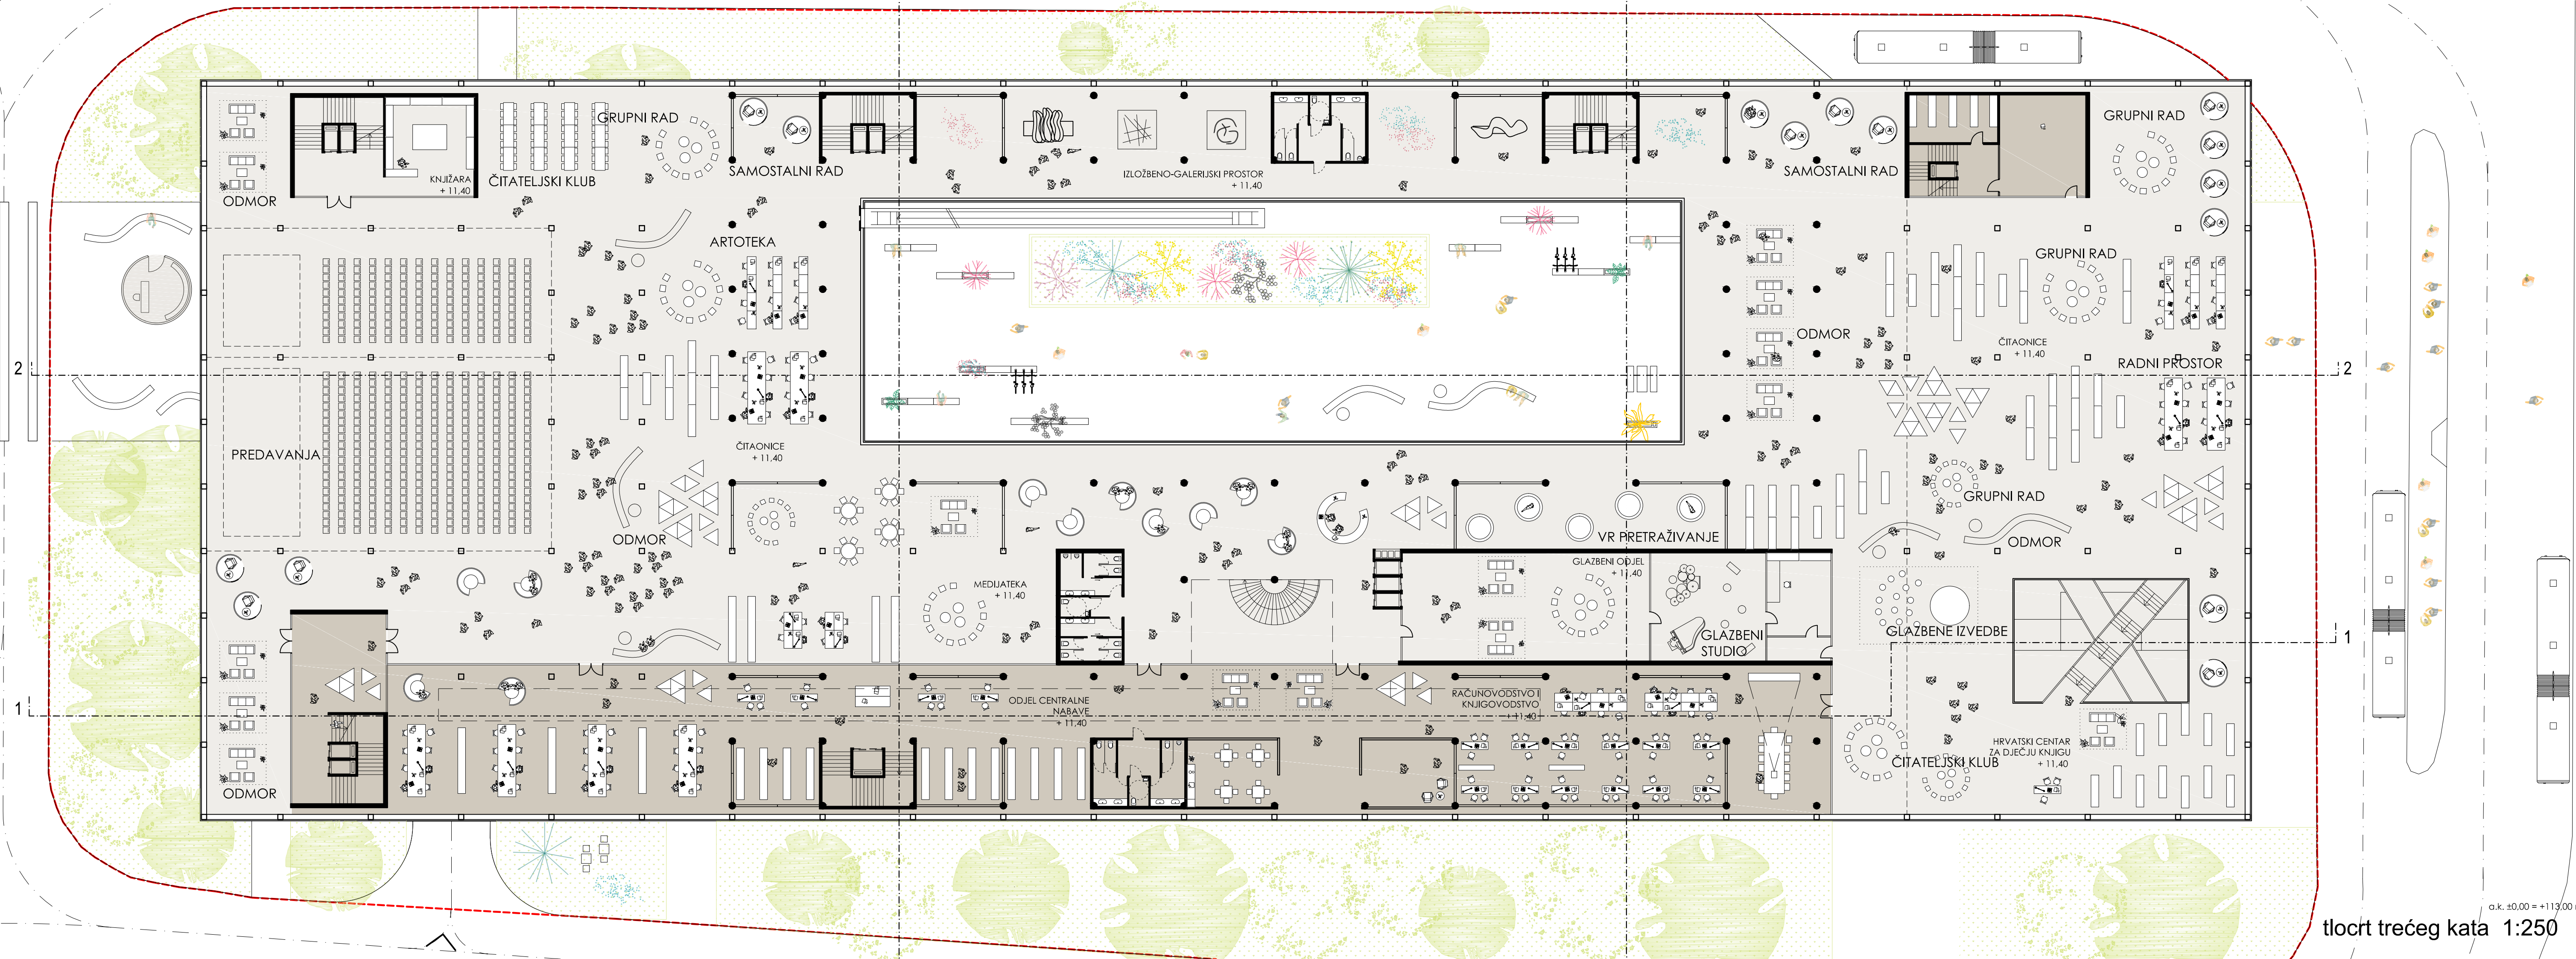 GRUPNI RAD
KNJIŽARA
+ 11,40
ČITATELJSKI KLUB
ODMOR
SAMOSTALNI RAD
IZLOŽBENO-GALERIJSKI PROSTOR
+ 11,40
SAMOSTALNI RAD
GRUPNI RAD
ARTOTEKA
GRUPNI RAD
ODMOR
ČITAONICE
+ 11,40
RADNI PROSTOR
2
2
PREDAVANJA
ČITAONICE
+ 11,40
GRUPNI RAD
ODMOR
VR PRETRAŽIVANJE
ODMOR
MEDIJATEKA
+ 11,40
GLAZBENI ODJEL
+ 11,40
GLAZBENI
STUDIO
GLAZBENE IZVEDBE
1
1
ODJEL CENTRALNE
NABAVE
+ 11,40
RAČUNOVODSTVO I
KNJIGOVODSTVO
+ 11,40
HRVATSKI CENTAR
ZA DJEČJU KNJIGU
+ 11,40
ČITATELJSKI KLUB
ODMOR
a.k. ±0,00 = +113,00
tlocrt trećeg kata 1:250